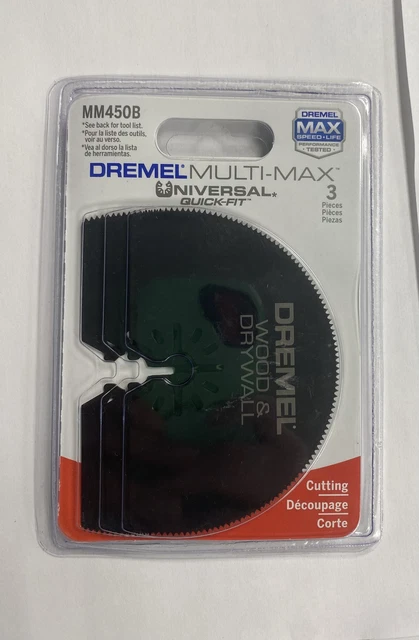 MM450B
*See back for tool list.
*Pour la liste des outils,
voir au verso.
*Vea al dorso la lista
de herramientas.
DREMEL
MAX
SPEED • LIFE
PERFORMANCE
• TESTED •
DREMEL® MULTI-MAX™
UNIVERSAL*
QUICK-FIT™
3
Pieces
Pièces
Piezas
DREMEL
WOOD &
DRYWALL
Cutting
Découpage
Corte